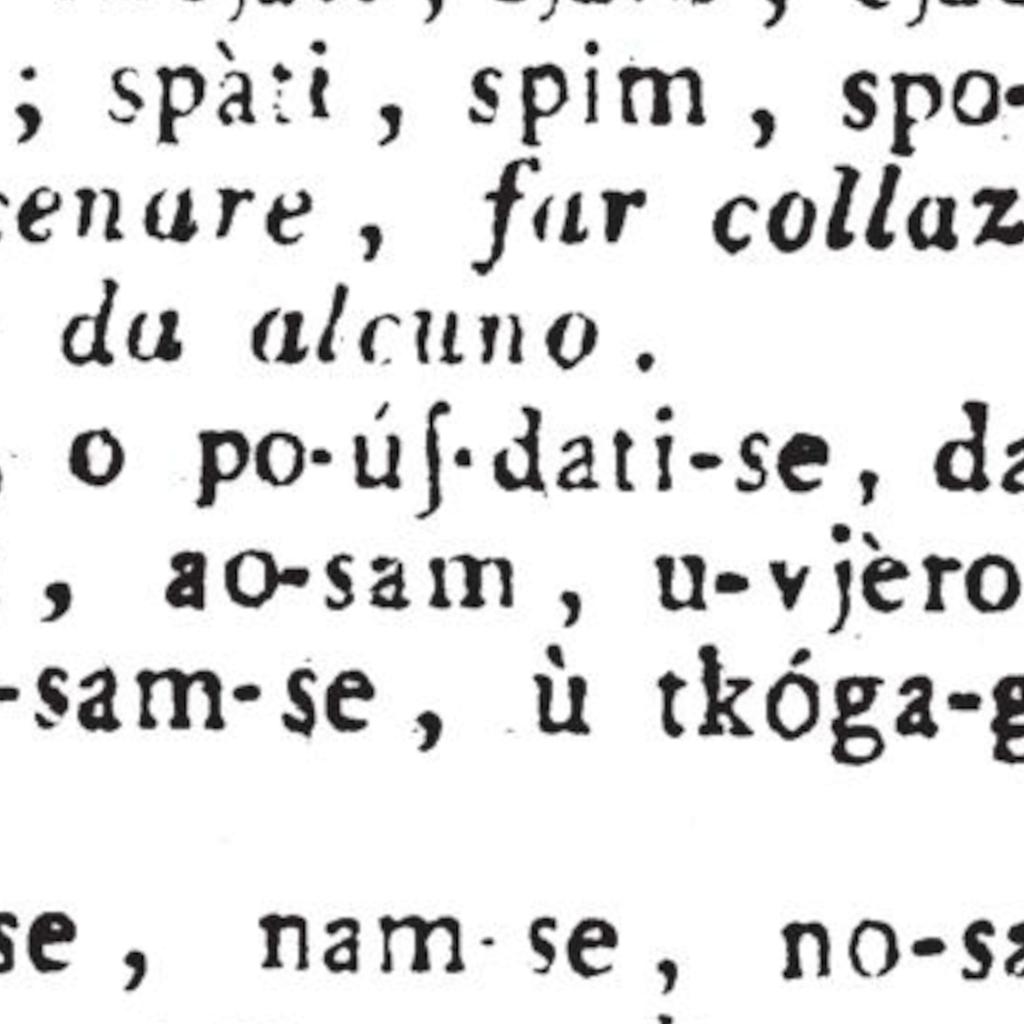 ; spàti , spim , spo-
cenare , far collaz
da alcuno .
, o po-úſ-dati-se, da
, ao-sam , u-vjèro
-sam-se , ù tkóga-g
se , nam-se , no-sa